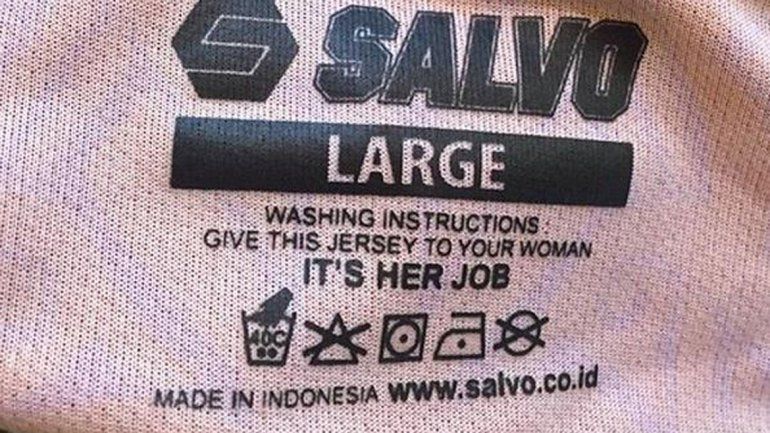 SALVO
LARGE
WASHING INSTRUCTIONS :
GIVE THIS JERSEY TO YOUR WOMAN
IT'S HER JOB
40C
MADE IN INDONESIA www.salvo.co.id